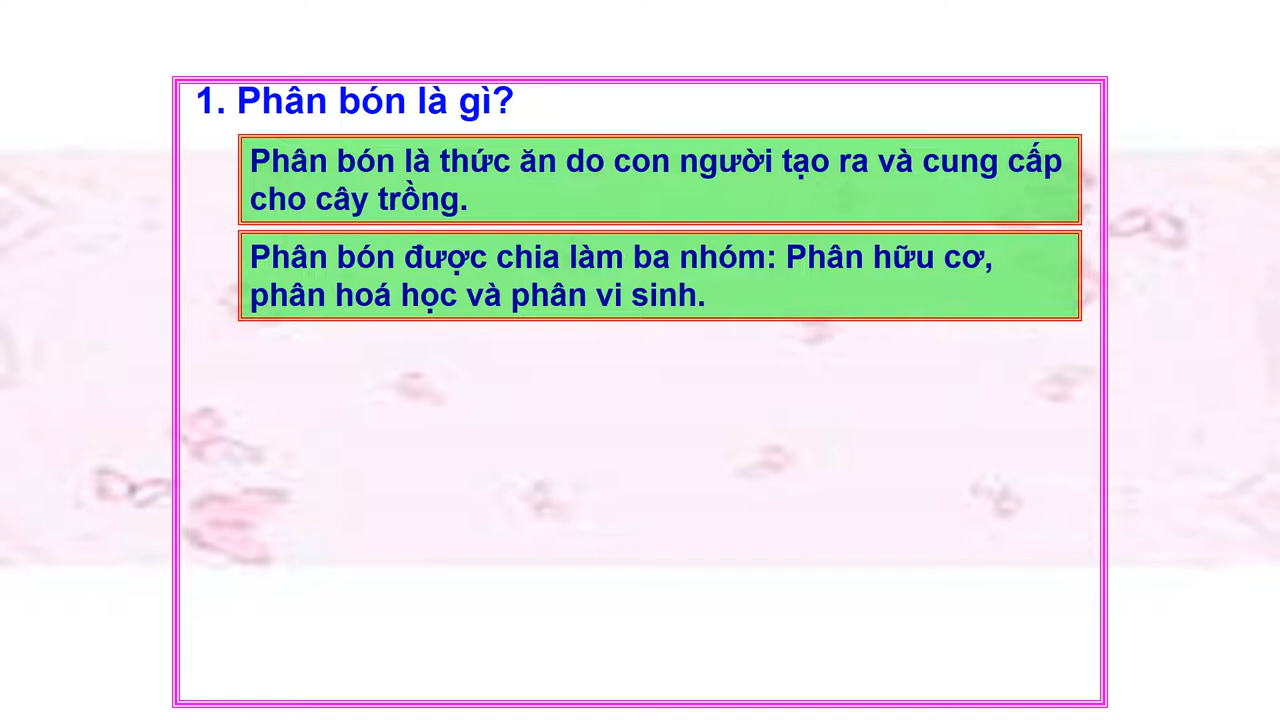 1. Phân bón là gì?
Phân bón là thức ăn do con người tạo ra và cung cấp
cho cây trồng.
Phân bón được chia làm ba nhóm: Phân hữu cơ,
phân hoá học và phân vi sinh.